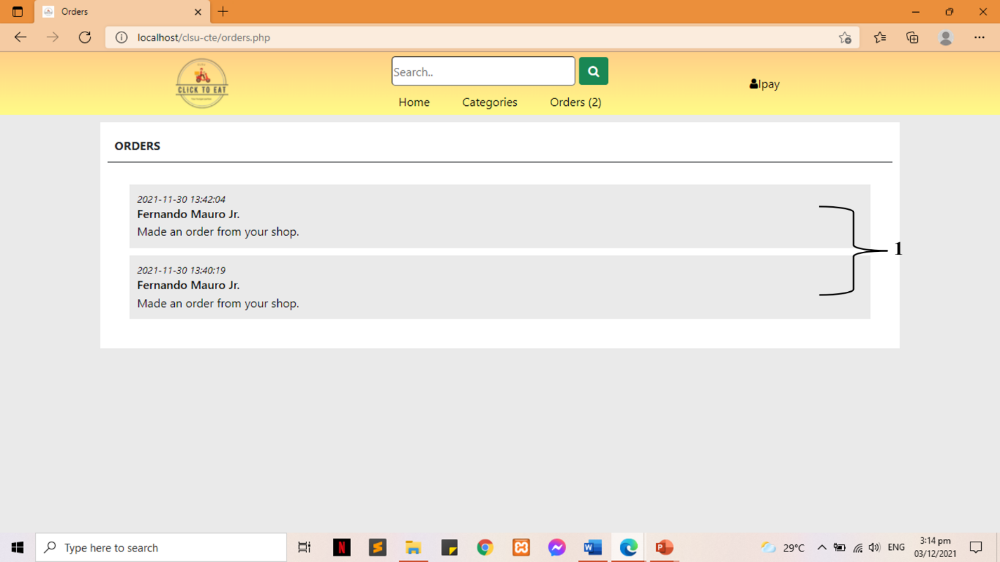 Orders
localhost/clsu-cte/orders.php
CLICK TO EAT
Search..
Home Categories Orders (2)
Ipay
ORDERS
2021-11-30 13:42:04
Fernando Mauro Jr.
Made an order from your shop.
1
2021-11-30 13:40:19
Fernando Mauro Jr.
Made an order from your shop.
Type here to search
29°C
ENG
3:14 pm
03/12/2021